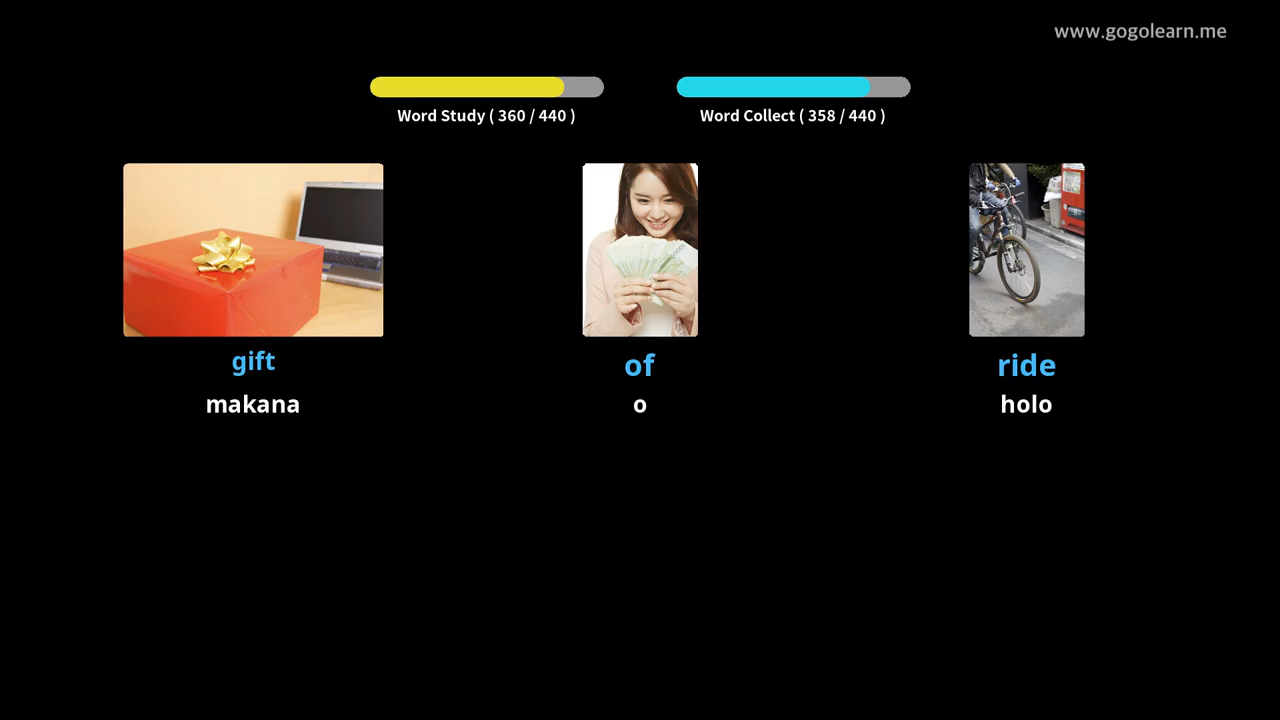 www.gogolearn.me
Word Study ( 360 / 440 )
Word Collect ( 358 / 440 )
gift
makana
of
o
ride
holo